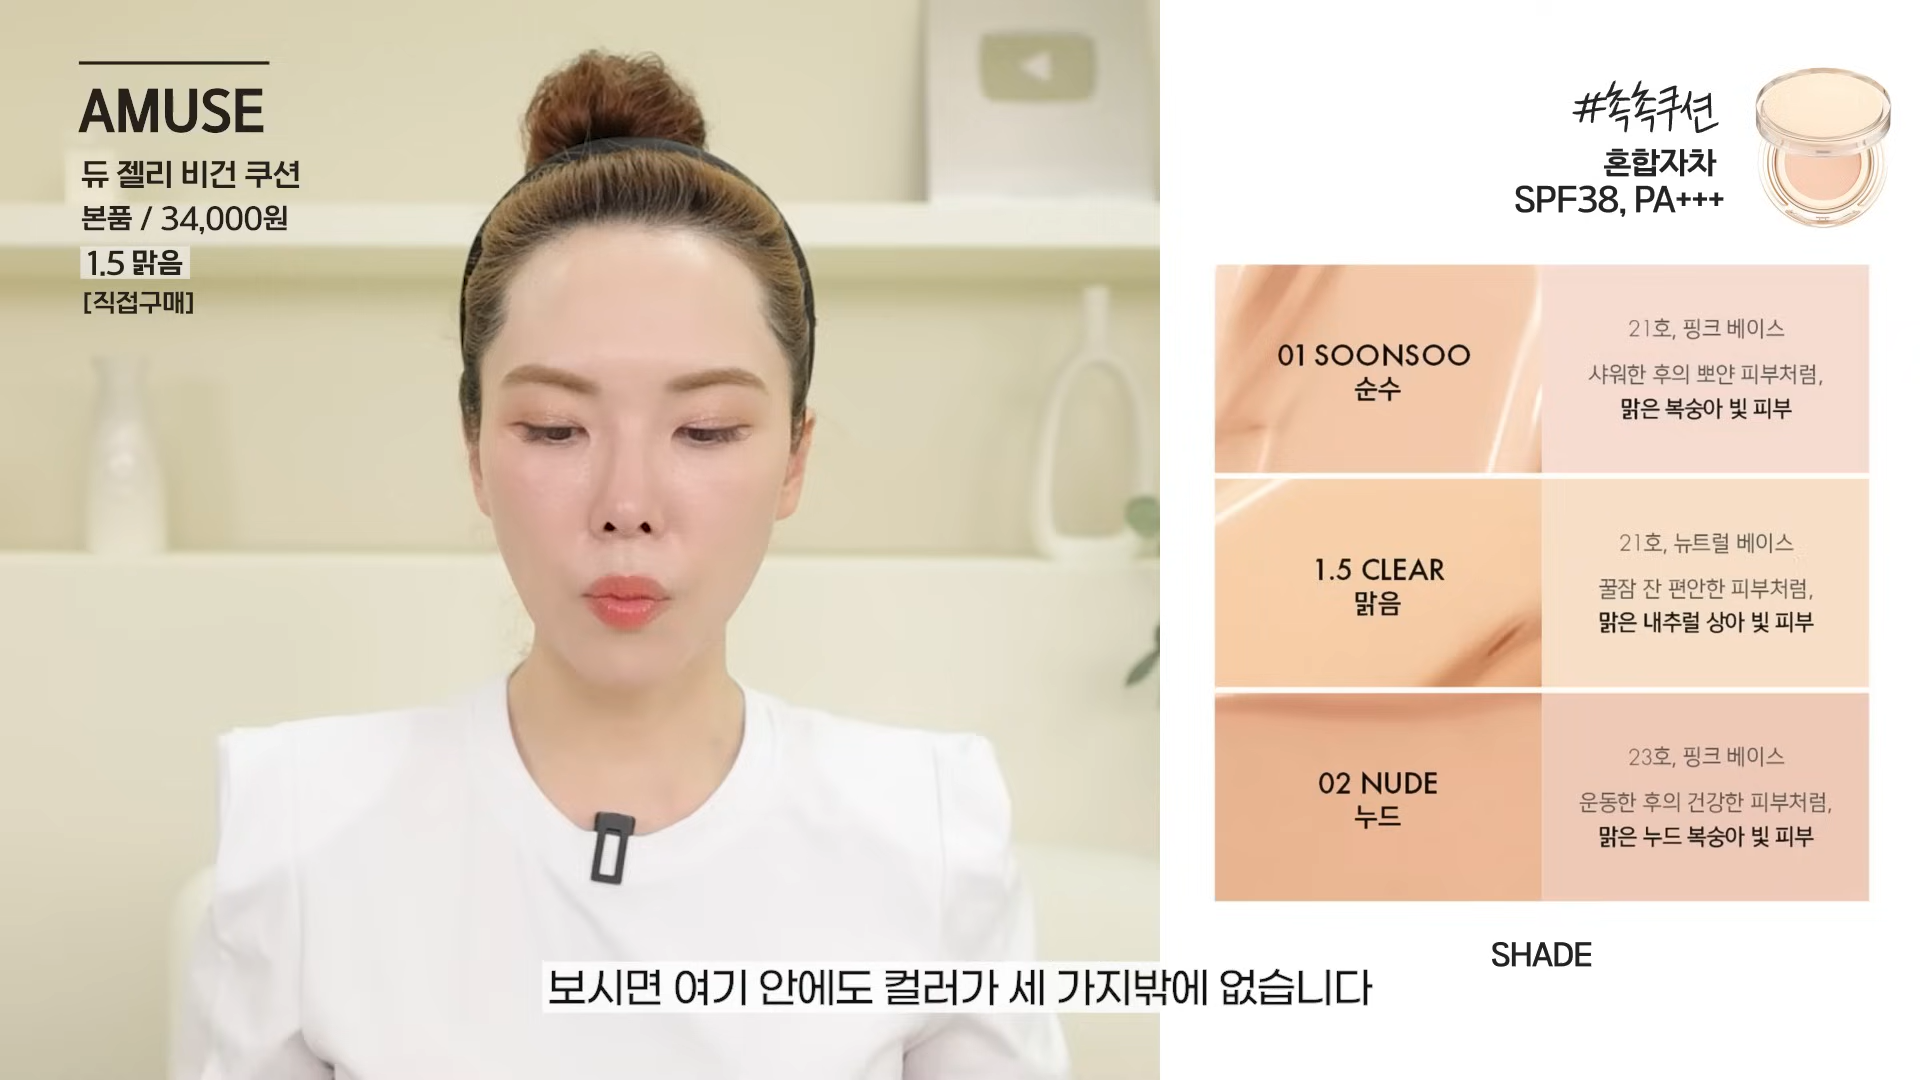 AMUSE
듀 젤리 비건 쿠션
본품 / 34,000원
1.5 맑음
[직접구매]
#촉촉쿠션
혼합자차
SPF38, PA+++
01 SOONSOO
순수
21호, 핑크 베이스
샤워한 후의 뽀얀 피부처럼,
맑은 복숭아 빛 피부
1.5 CLEAR
맑음
21호, 뉴트럴 베이스
꿀잠 잔 편안한 피부처럼,
맑은 내추럴 상아 빛 피부
02 NUDE
누드
23호, 핑크 베이스
운동한 후의 건강한 피부처럼,
맑은 누드 복숭아 빛 피부
SHADE
보시면 여기 안에도 컬러가 세 가지밖에 없습니다